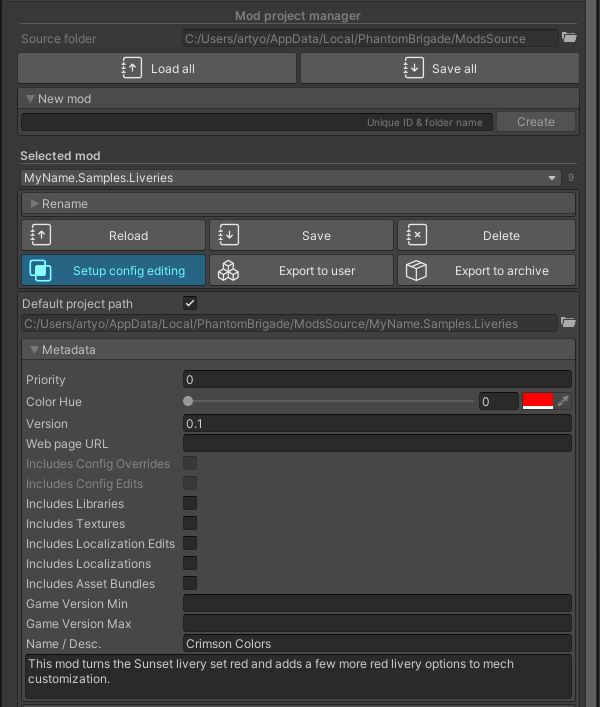 Mod project manager
Source folder C:/Users/artyo/AppData/Local/PhantomBrigade/ModsSource
Load all Save all
New mod
Unique ID & folder name Create
Selected mod
MyName.Samples.Liveries 9
Rename
Reload Save Delete
Setup config editing Export to user Export to archive
Default project path
C:/Users/artyo/AppData/Local/PhantomBrigade/ModsSource/MyName.Samples.Liveries
Metadata
Priority 0
Color Hue 0
Version 0.1
Web page URL
Includes Config Overrides
Includes Config Edits
Includes Libraries
Includes Textures
Includes Localization Edits
Includes Localizations
Includes Asset Bundles
Game Version Min
Game Version Max
Name / Desc. Crimson Colors
This mod turns the Sunset livery set red and adds a few more red livery options to mech
customization.